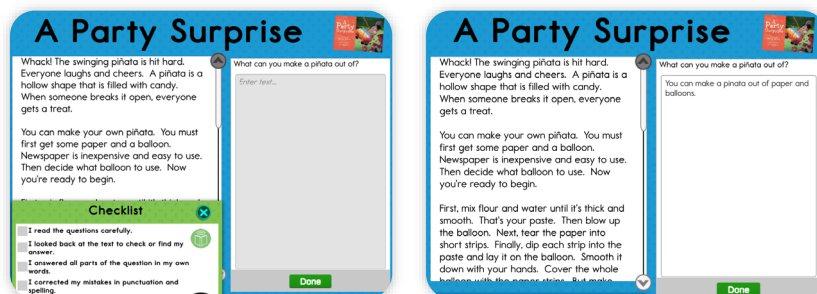 A Party Surprise
Whack! The swinging piñata is hit hard.
Everyone laughs and cheers. A piñata is a
hollow shape that is filled with candy.
When someone breaks it open, everyone
gets a treat.
You can make your own piñata. You must
first get some paper and a balloon.
Newspaper is inexpensive and easy to use.
Then decide what balloon to use. Now
you're ready to begin.
What can you make a piñata out of?
Enter text...
Checklist
I read the questions carefully.
I looked back at the text to check or find my
answer.
I answered all parts of the question in my own
words.
I corrected my mistakes in punctuation and
spelling.
Done
A Party Surprise
Whack! The swinging piñata is hit hard.
Everyone laughs and cheers. A piñata is a
hollow shape that is filled with candy.
When someone breaks it open, everyone
gets a treat.
You can make your own piñata. You must
first get some paper and a balloon.
Newspaper is inexpensive and easy to use.
Then decide what balloon to use. Now
you're ready to begin.
First, mix flour and water until it's thick and
smooth. That's your paste. Then blow up
the balloon. Next, tear the paper into
short strips. Finally, dip each strip into the
paste and lay it on the balloon. Smooth it
down with your hands. Cover the whole
balloon with the paper strips. But make
What can you make a piñata out of?
You can make a pinata out of paper and
balloons.
Done